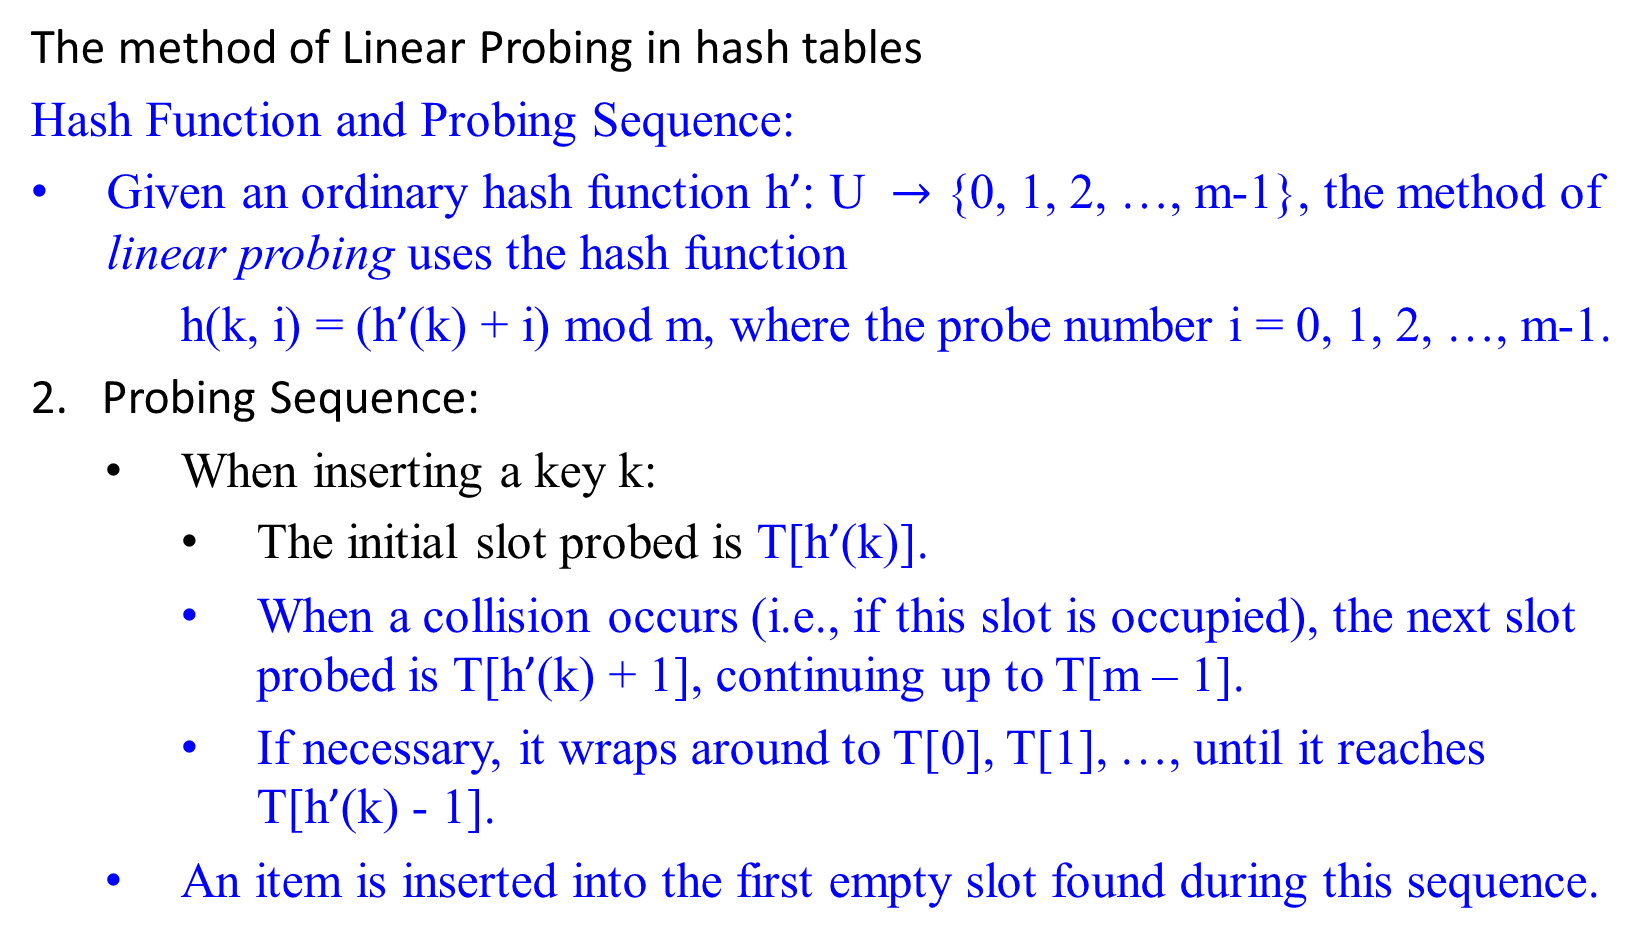 The method of Linear Probing in hash tables
Hash Function and Probing Sequence:
• Given an ordinary hash function h′: U → {0, 1, 2, …, m-1}, the method of
linear probing uses the hash function
h(k, i) = (h′(k) + i) mod m, where the probe number i = 0, 1, 2, …, m-1.
2. Probing Sequence:
• When inserting a key k:
• The initial slot probed is T[h′(k)].
• When a collision occurs (i.e., if this slot is occupied), the next slot
probed is T[h′(k) + 1], continuing up to T[m – 1].
• If necessary, it wraps around to T[0], T[1], …, until it reaches
T[h′(k) - 1].
• An item is inserted into the first empty slot found during this sequence.